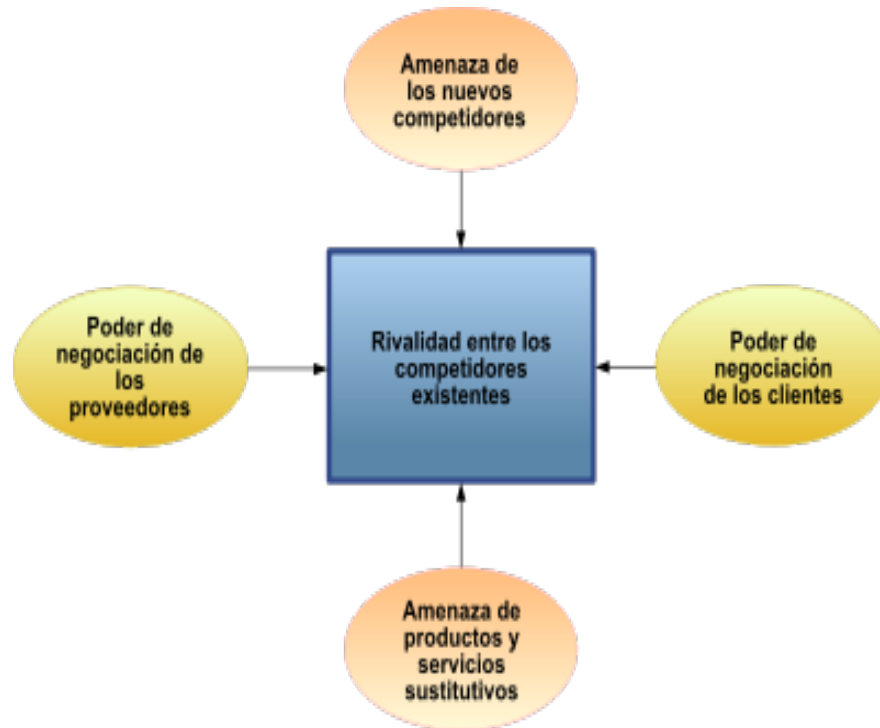 Amenaza de
los nuevos
competidores
Poder de
negociación de
los
proveedores
Rivalidad entre los
competidores
existentes
Poder de
negociación
de los clientes
Amenaza de
productos y
servicios
sustitutivos